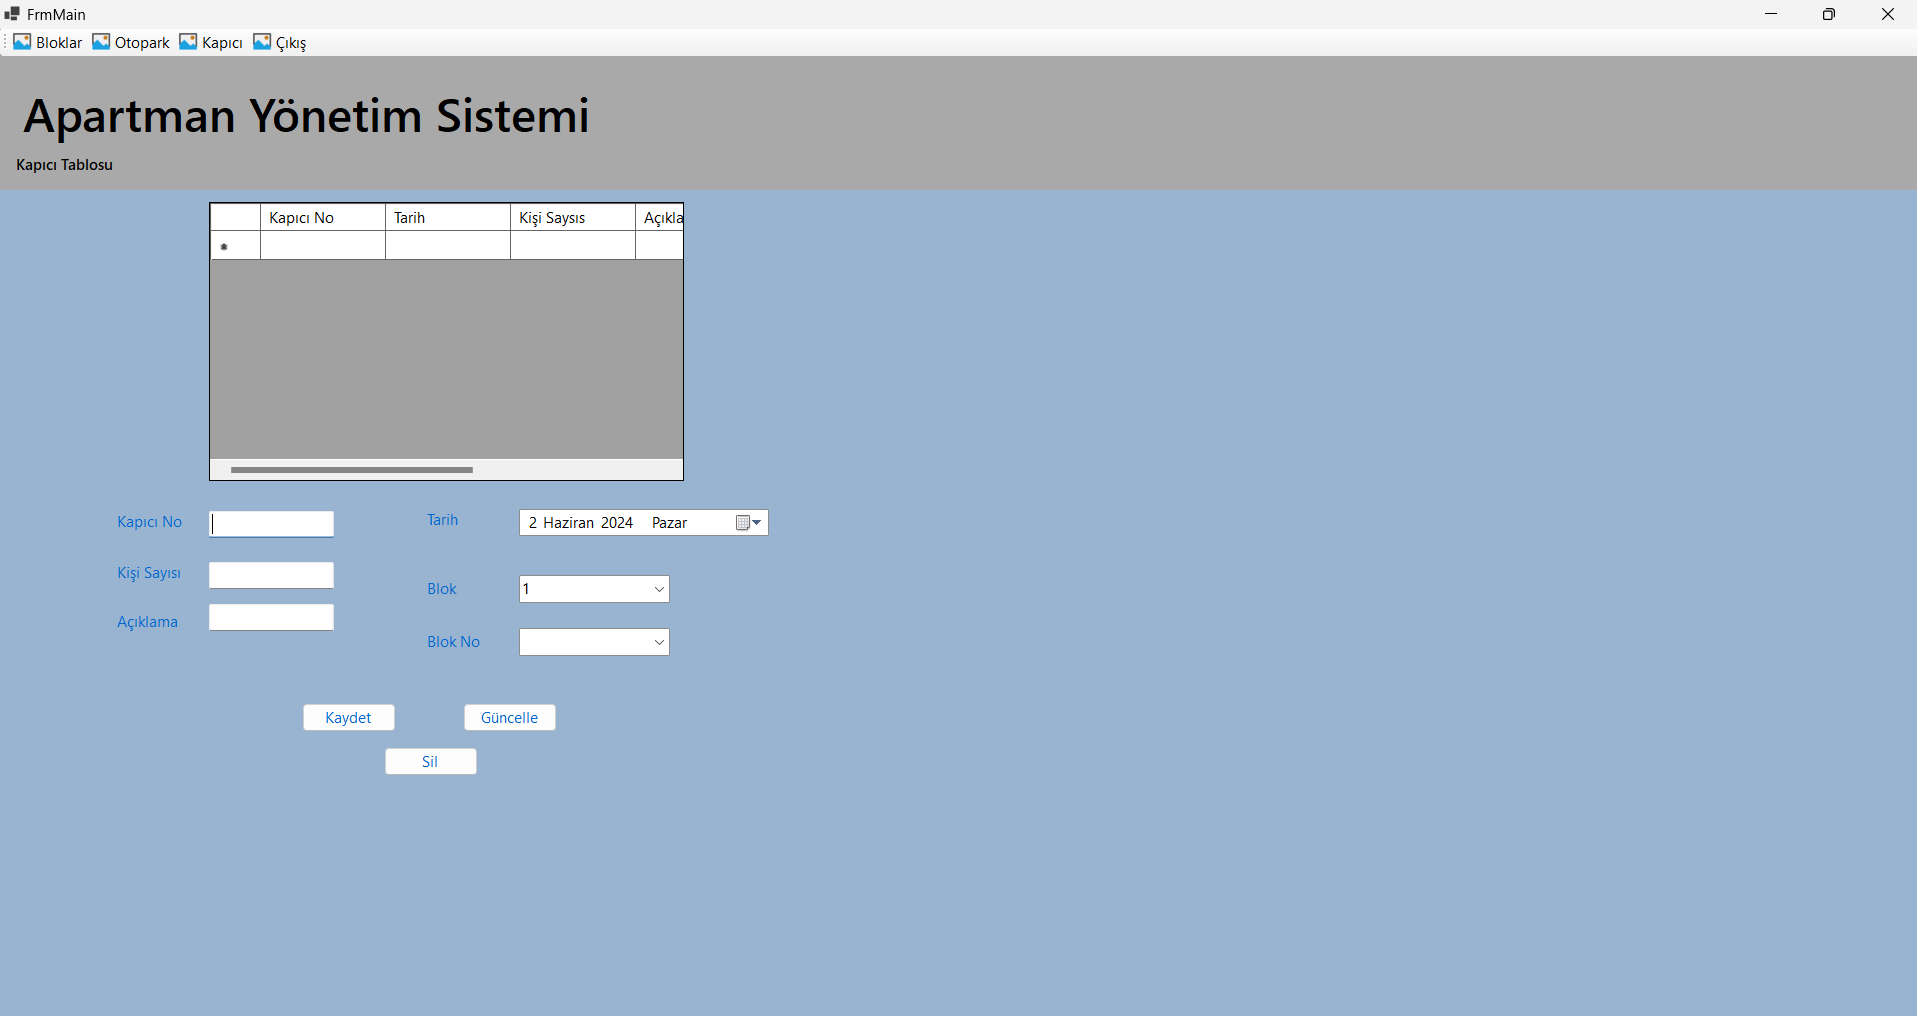 FrmMain
Bloklar Otopark Kapıcı Çıkış
Apartman Yönetim Sistemi
Kapıcı Tablosu
Kapıcı No Tarih Kişi Saysıs Açıkla
Kapıcı No Tarih 2 Haziran 2024 Pazar
Kişi Sayısı Blok 1
Açıklama Blok No
Kaydet Güncelle
Sil